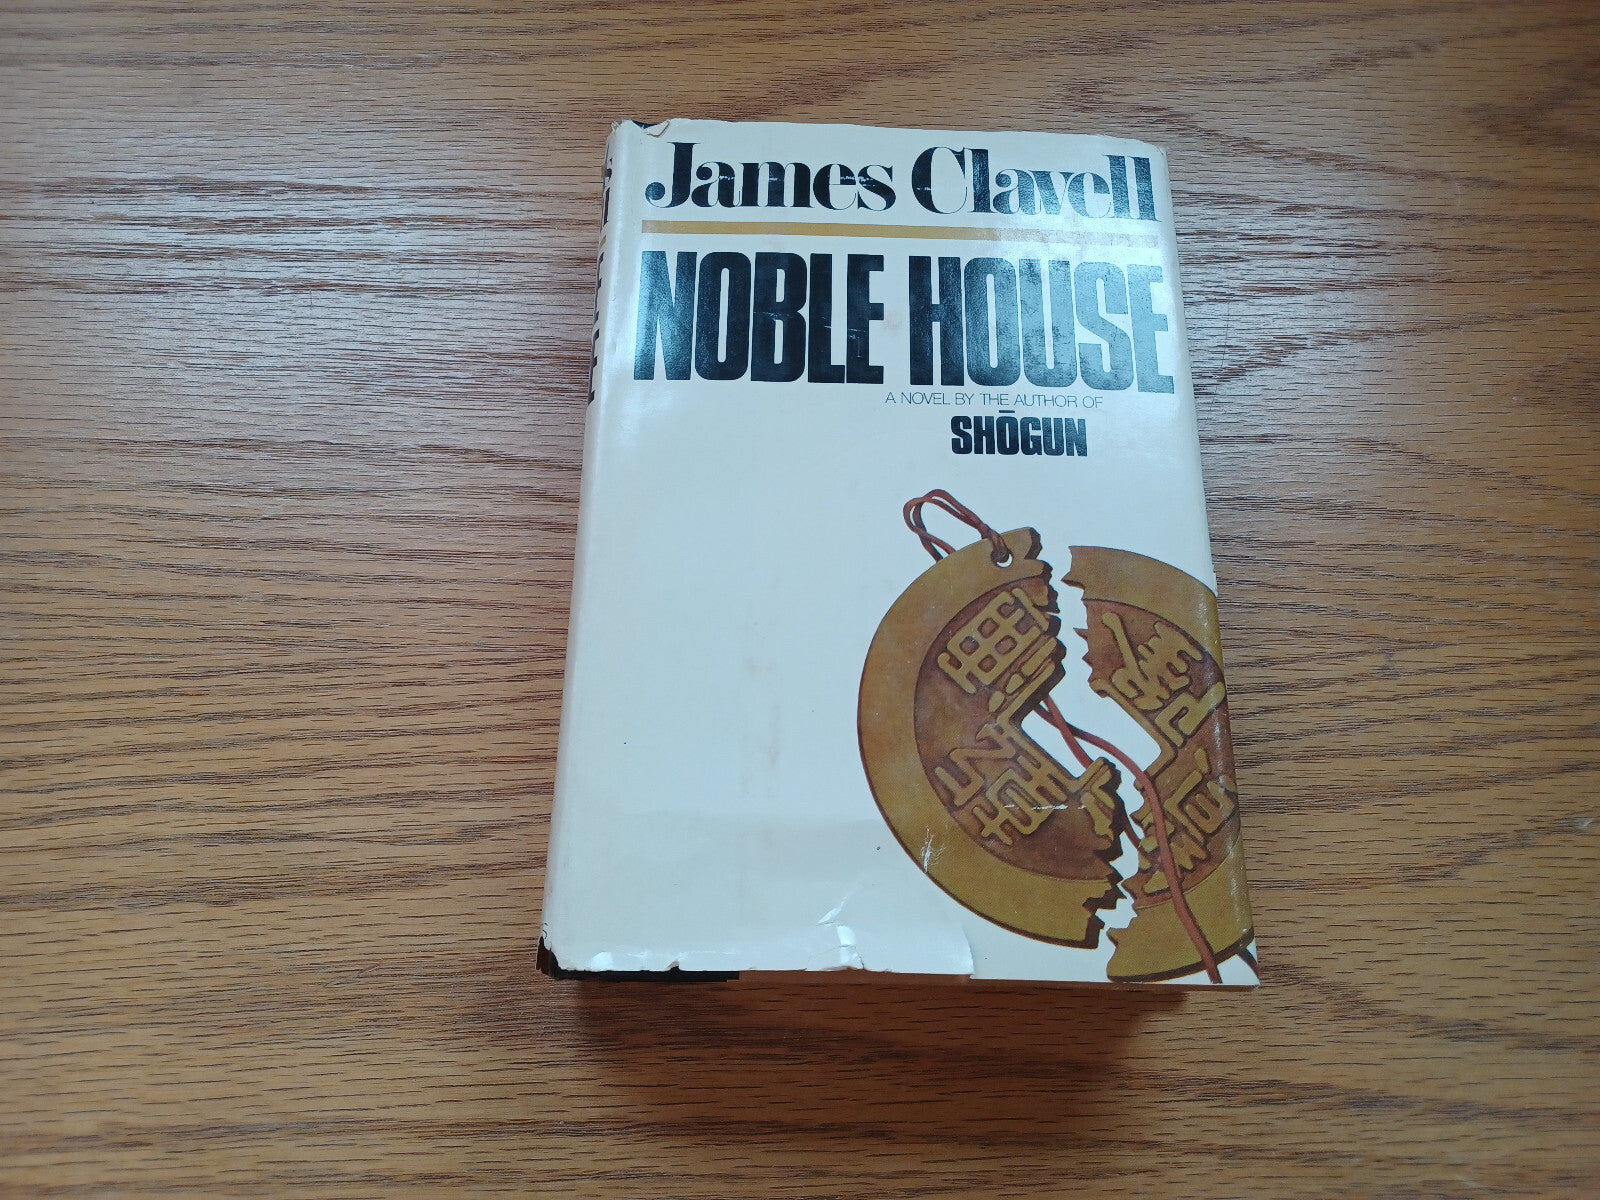 James Clavell
NOBLE HOUSE
A NOVEL BY THE AUTHOR OF
SHŌGUN